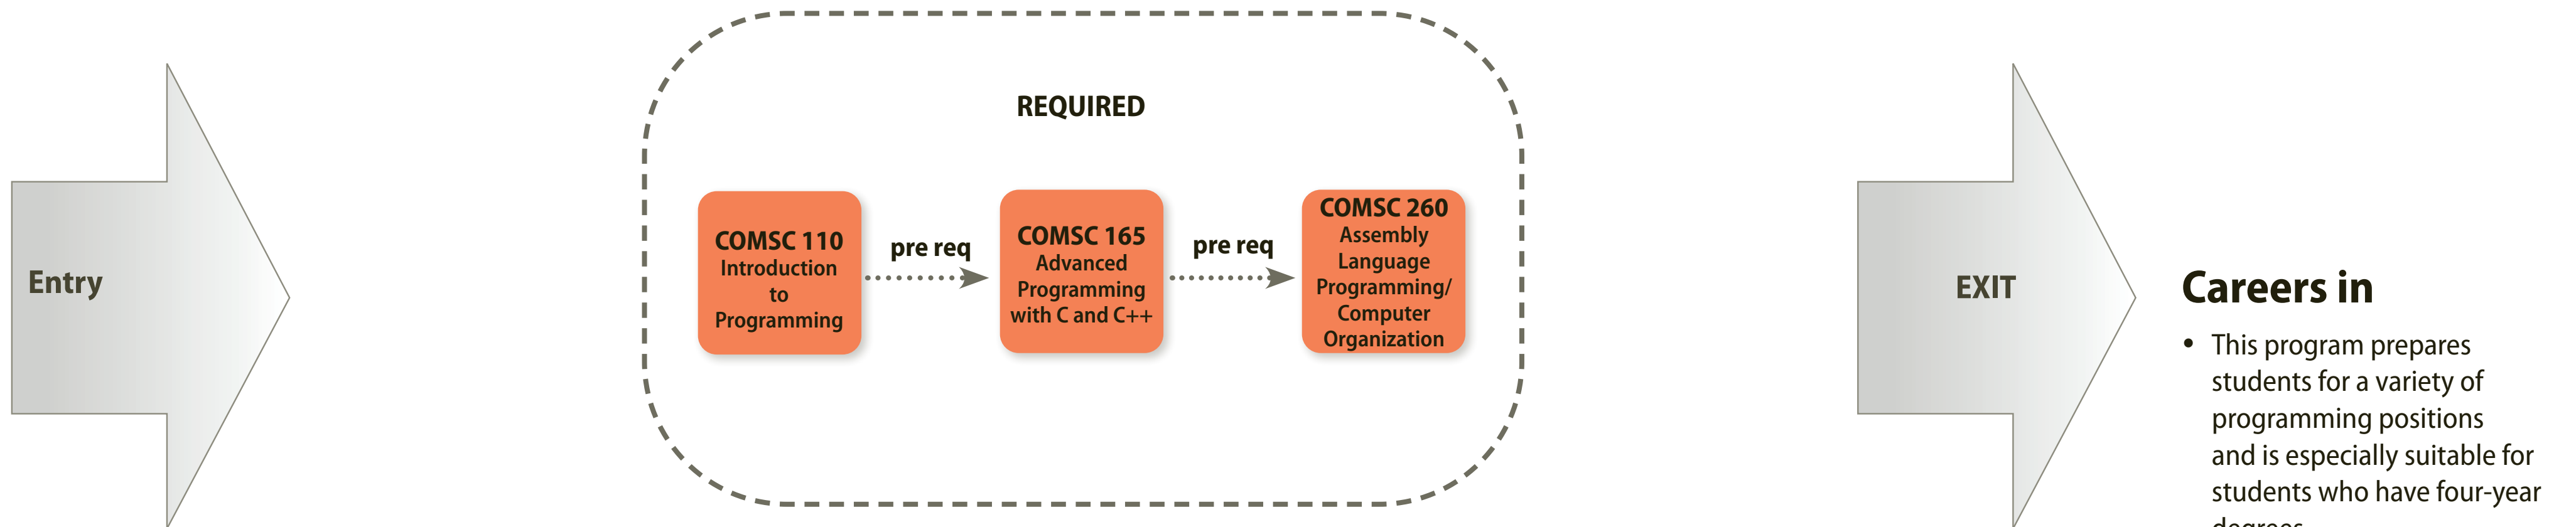 Entry
REQUIRED
COMSC 110
Introduction
to
Programming
pre req
COMSC 165
Advanced
Programming
with C and C++
pre req
COMSC 260
Assembly
Language
Programming/
Computer
Organization
EXIT
Careers in
• This program prepares
students for a variety of
programming positions
and is especially suitable for
students who have four-year